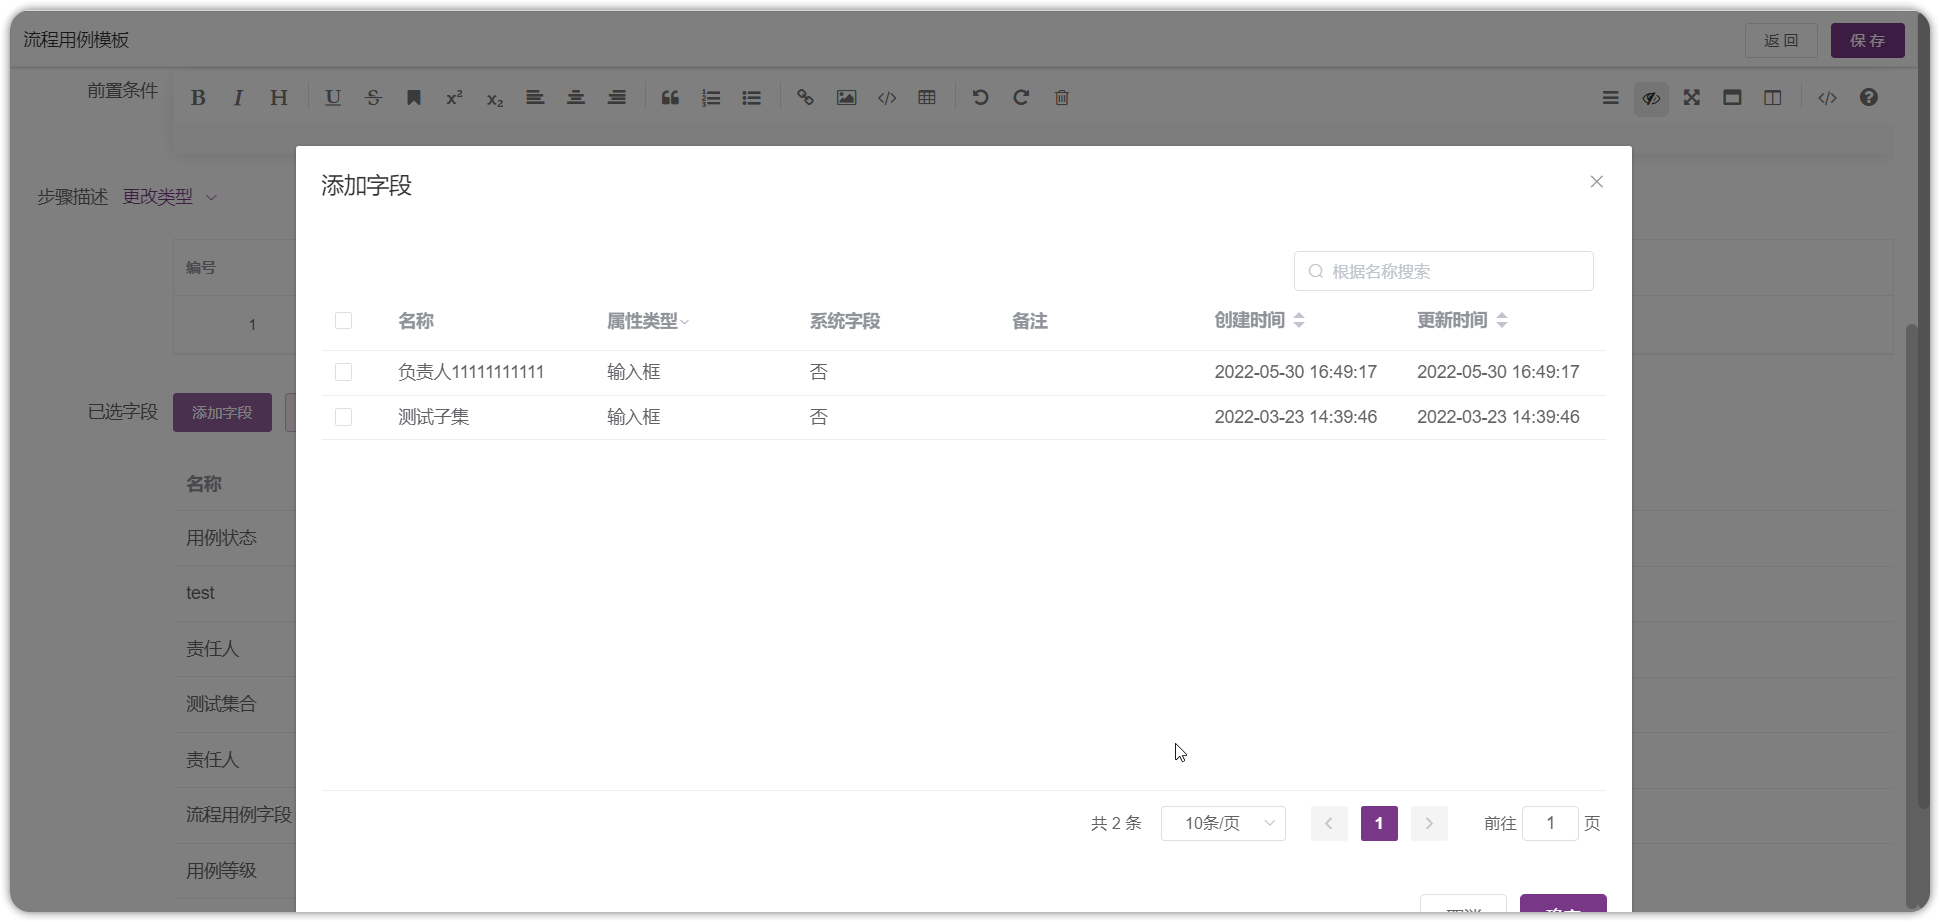 流程用例模板
返 回
保 存
前置条件
步骤描述 更改类型
编号
1
已选字段 添加字段
名称
用例状态
test
责任人
测试集合
责任人
流程用例字段
用例等级
添加字段
根据名称搜索
名称 属性类型 系统字段 备注 创建时间 更新时间
负责人11111111111 输入框 否 2022-05-30 16:49:17 2022-05-30 16:49:17
测试子集 输入框 否 2022-03-23 14:39:46 2022-03-23 14:39:46
共 2 条 10条/页 1 前往 1 页